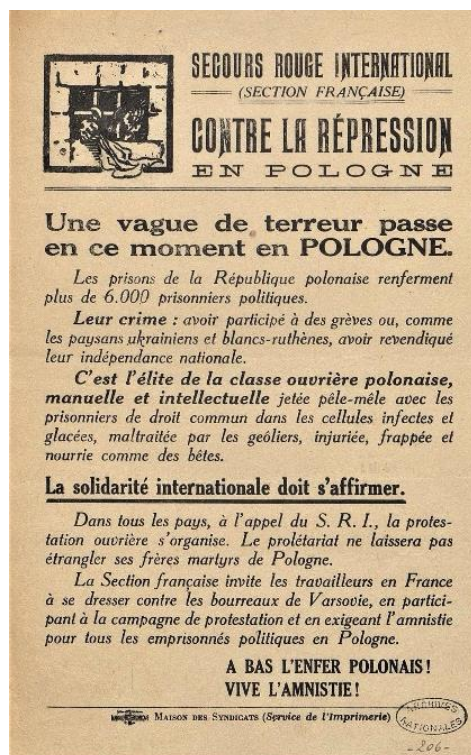 SECOURS ROUGE INTERNATIONAL
(SECTION FRANÇAISE)
CONTRE LA RÉPRESSION
EN POLOGNE
Une vague de terreur passe
en ce moment en POLOGNE.
Les prisons de la République polonaise renferment
plus de 6.000 prisonniers politiques.
Leur crime : avoir participé à des grèves ou, comme
les paysans ukrainiens et blancs-ruthènes, avoir revendiqué
leur indépendance nationale.
C'est l'élite de la classe ouvrière polonaise,
manuelle et intellectuelle jetée pêle-mêle avec les
prisonniers de droit commun dans les cellules infectes et
glacées, maltraitée par les geôliers, injuriée, frappée et
nourrie comme des bêtes.
La solidarité internationale doit s'affirmer.
Dans tous les pays, à l'appel du S. R. I., la protes-
tation ouvrière s'organise. Le prolétariat ne laissera pas
étrangler ses frères martyrs de Pologne.
La Section française invite les travailleurs en France
à se dresser contre les bourreaux de Varsovie, en partici-
pant à la campagne de protestation et en exigeant l'amnistie
pour tous les emprisonnés politiques en Pologne.
A BAS L'ENFER POLONAIS !
VIVE L'AMNISTIE !
MAISON DES SYNDICATS (Service de l'Imprimerie)
ARCHIVES
NATIONALES
-206-